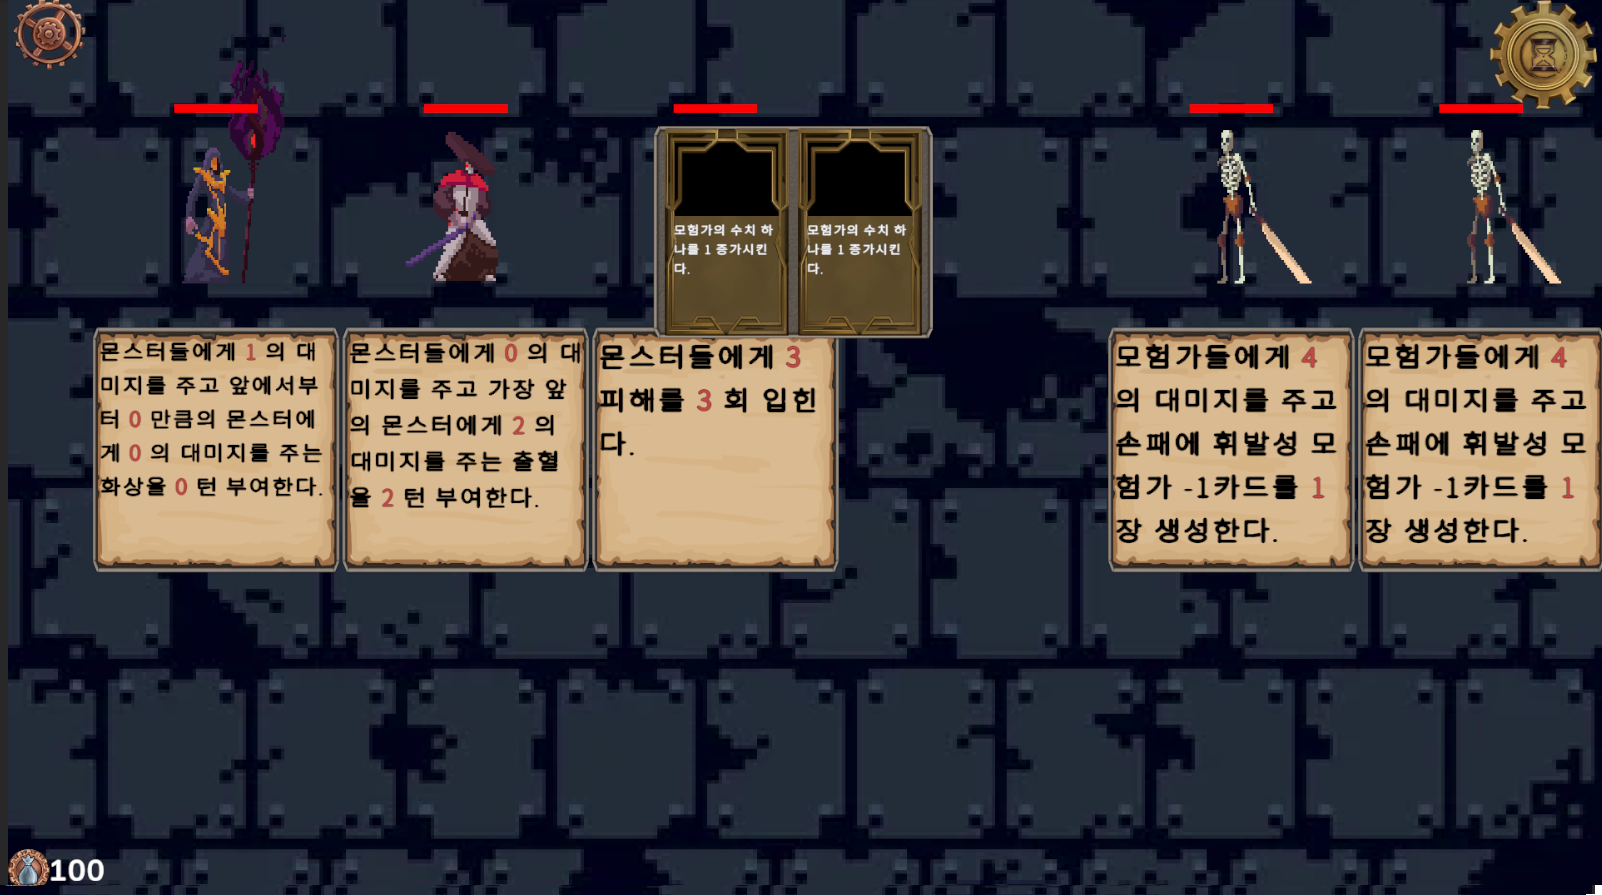 모험가의 수치 하
나를 1 증가시킨
다.
모험가의 수치 하
나를 1 증가시킨
다.
몬스터들에게 1 의 대
미지를 주고 앞에서부
터 0 만큼의 몬스터에
게 0 의 대미지를 주는
화상을 0 턴 부여한다.
몬스터들에게 0 의 대
미지를 주고 가장 앞
의 몬스터에게 2 의
대미지를 주는 출혈
을 2 턴 부여한다.
몬스터들에게 3
피해를 3 회 입힌
다.
모험가들에게 4
의 대미지를 주고
손패에 휘발성 모
험가 -1카드를 1
장 생성한다.
모험가들에게 4
의 대미지를 주고
손패에 휘발성 모
험가 -1카드를 1
장 생성한다.
100